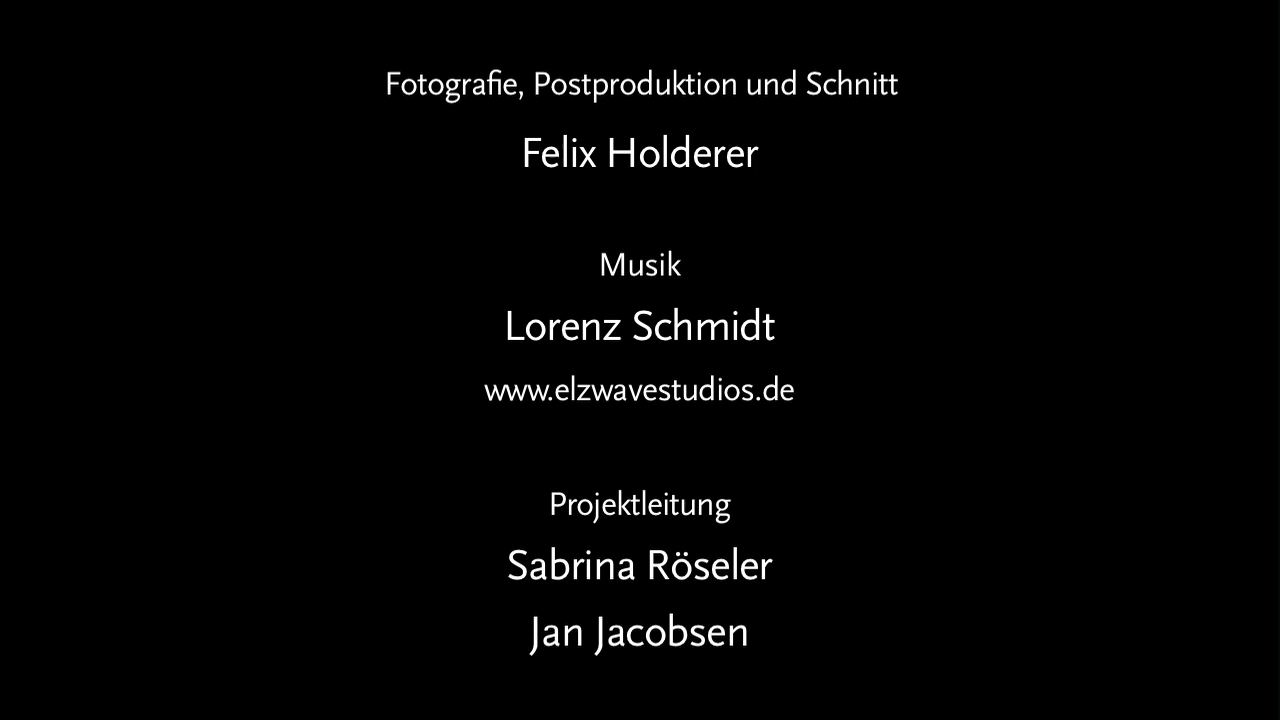 Fotografie, Postproduktion und Schnitt
Felix Holderer
Musik
Lorenz Schmidt
www.elzwavestudios.de
Projektleitung
Sabrina Röseler
Jan Jacobsen